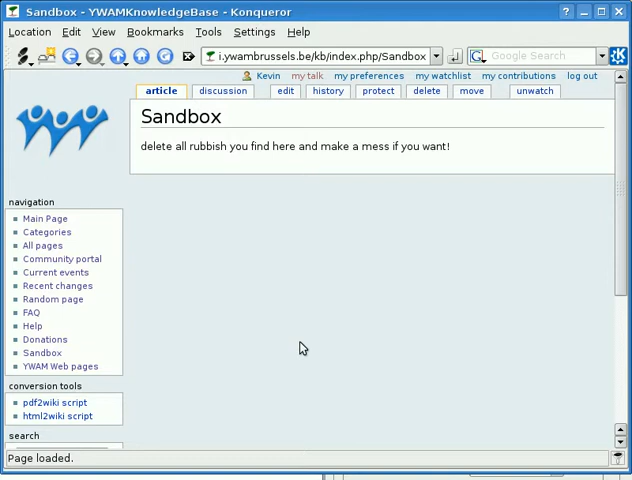 Sandbox - YWAMKnowledgeBase - Konqueror
Location Edit View Bookmarks Tools Settings Help
i.ywambrussels.be/kb/index.php/Sandbox
Google Search
Kevin my talk my preferences my watchlist my contributions log out
article discussion edit history protect delete move unwatch
Sandbox
delete all rubbish you find here and make a mess if you want!
navigation
Main Page
Categories
All pages
Community portal
Current events
Recent changes
Random page
FAQ
Help
Donations
Sandbox
YWAM Web pages
conversion tools
pdf2wiki script
html2wiki script
search
Page loaded.